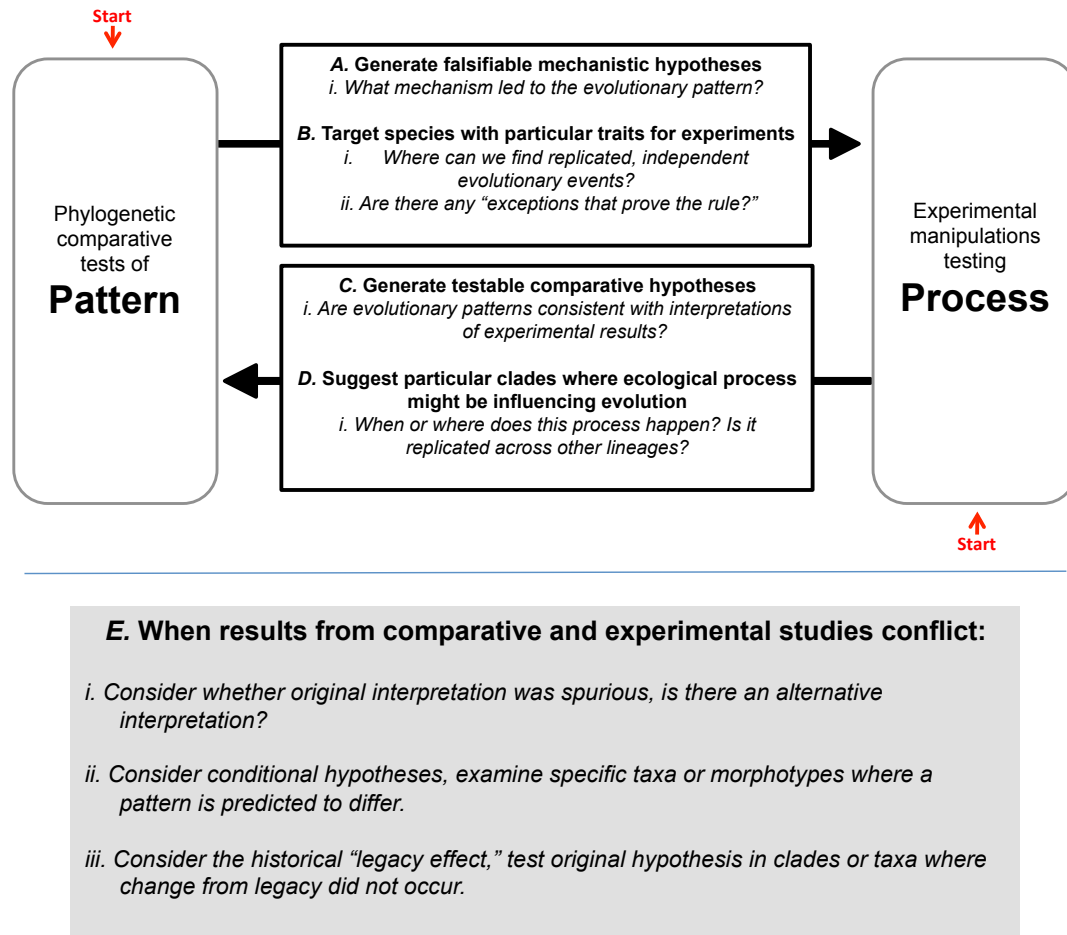 Start
Phylogenetic
comparative
tests of
Pattern
A. Generate falsifiable mechanistic hypotheses
i. What mechanism led to the evolutionary pattern?
B. Target species with particular traits for experiments
i. Where can we find replicated, independent
evolutionary events?
ii. Are there any “exceptions that prove the rule?”
C. Generate testable comparative hypotheses
i. Are evolutionary patterns consistent with interpretations
of experimental results?
D. Suggest particular clades where ecological process
might be influencing evolution
i. When or where does this process happen? Is it
replicated across other lineages?
Experimental
manipulations
testing
Process
Start
E. When results from comparative and experimental studies conflict:
i. Consider whether original interpretation was spurious, is there an alternative
interpretation?
ii. Consider conditional hypotheses, examine specific taxa or morphotypes where a
pattern is predicted to differ.
iii. Consider the historical “legacy effect,” test original hypothesis in clades or taxa where
change from legacy did not occur.